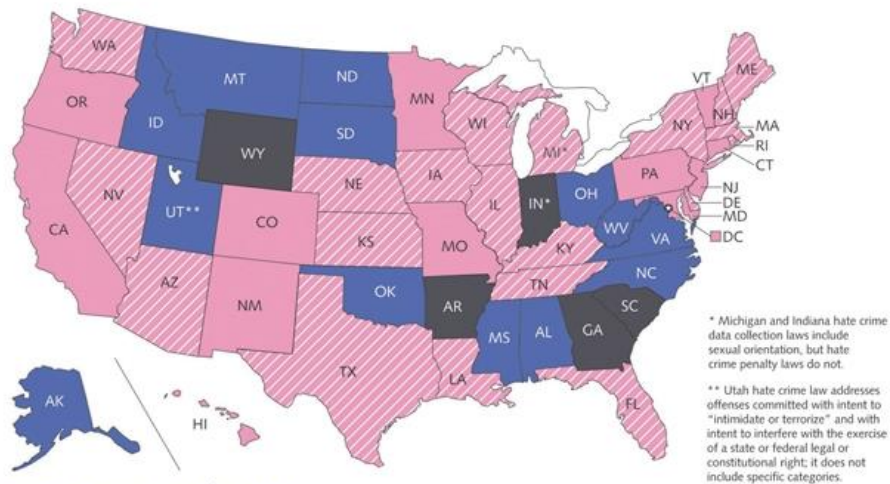 WA
MT
ND
MN
VT
ME
OR
ID
SD
WI
NY
NH
MA
RI
CT
WY
MI*
PA
NJ
DE
MD
DC
NV
UT**
NE
IA
IL
IN*
OH
WV
VA
CA
CO
KS
MO
KY
NC
AZ
NM
OK
AR
TN
SC
MS
AL
GA
TX
LA
FL
AK
HI
* Michigan and Indiana hate crime
data collection laws include
sexual orientation, but hate
crime penalty laws do not.
** Utah hate crime law addresses
offenses committed with intent to
"intimidate or terrorize" and with
intent to interfere with the exercise
of a state or federal legal or
constitutional right; it does not
include specific categories.